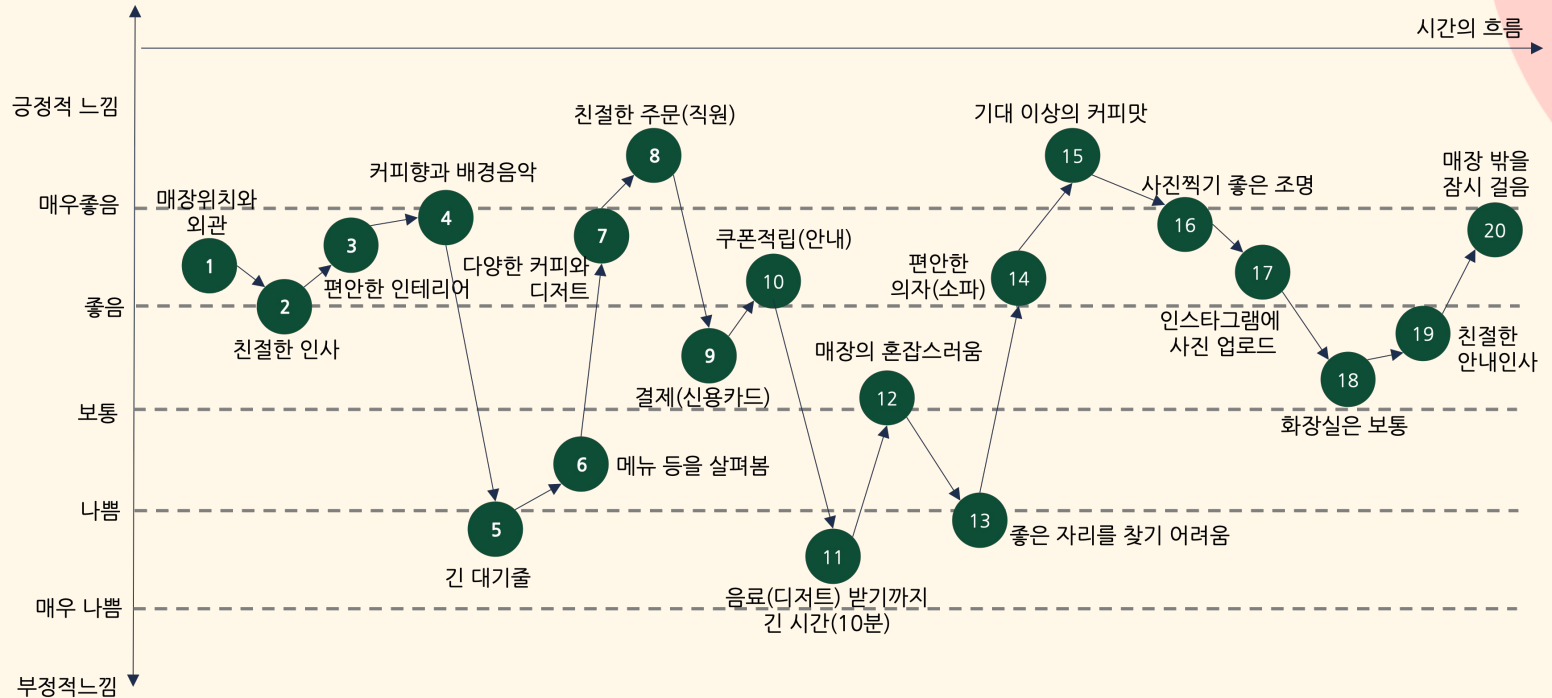 시간의 흐름
긍정적 느낌
매우좋음
좋음
보통
나쁨
매우 나쁨
부정적느낌
매장위치와
외관
1
2
친절한 인사
3
편안한 인테리어
커피향과 배경음악
4
5
긴 대기줄
6
메뉴 등을 살펴봄
7
다양한 커피와
디저트
친절한 주문(직원)
8
9
결제(신용카드)
쿠폰적립(안내)
10
11
음료(디저트) 받기까지
긴 시간(10분)
매장의 혼잡스러움
12
13
좋은 자리를 찾기 어려움
편안한
의자(소파)
14
기대 이상의 커피맛
15
사진찍기 좋은 조명
16
17
인스타그램에
사진 업로드
18
화장실은 보통
19
친절한
안내인사
매장 밖을
잠시 걸음
20